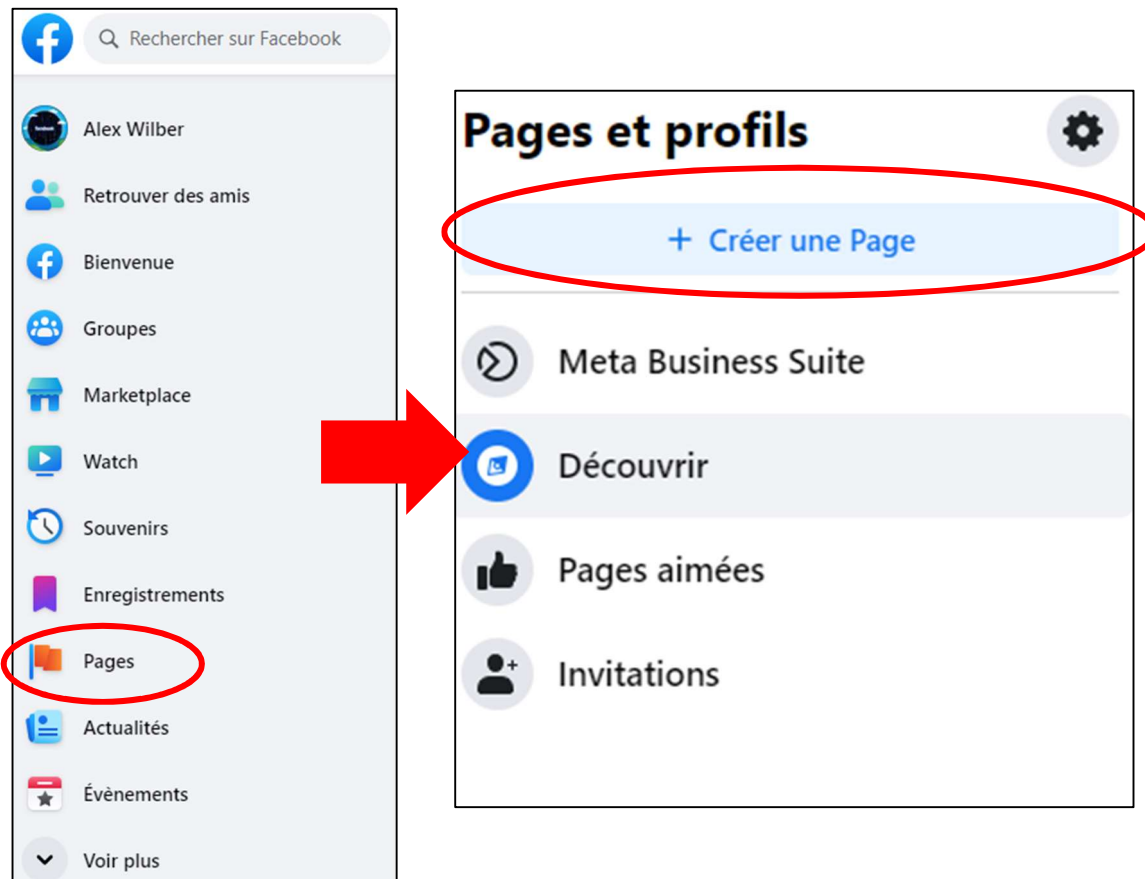 Rechercher sur Facebook
Alex Wilber
Retrouver des amis
Bienvenue
Groupes
Marketplace
Watch
Souvenirs
Enregistrements
Pages
Actualités
Évènements
Voir plus
Pages et profils
+ Créer une Page
Meta Business Suite
Découvrir
Pages aimées
Invitations